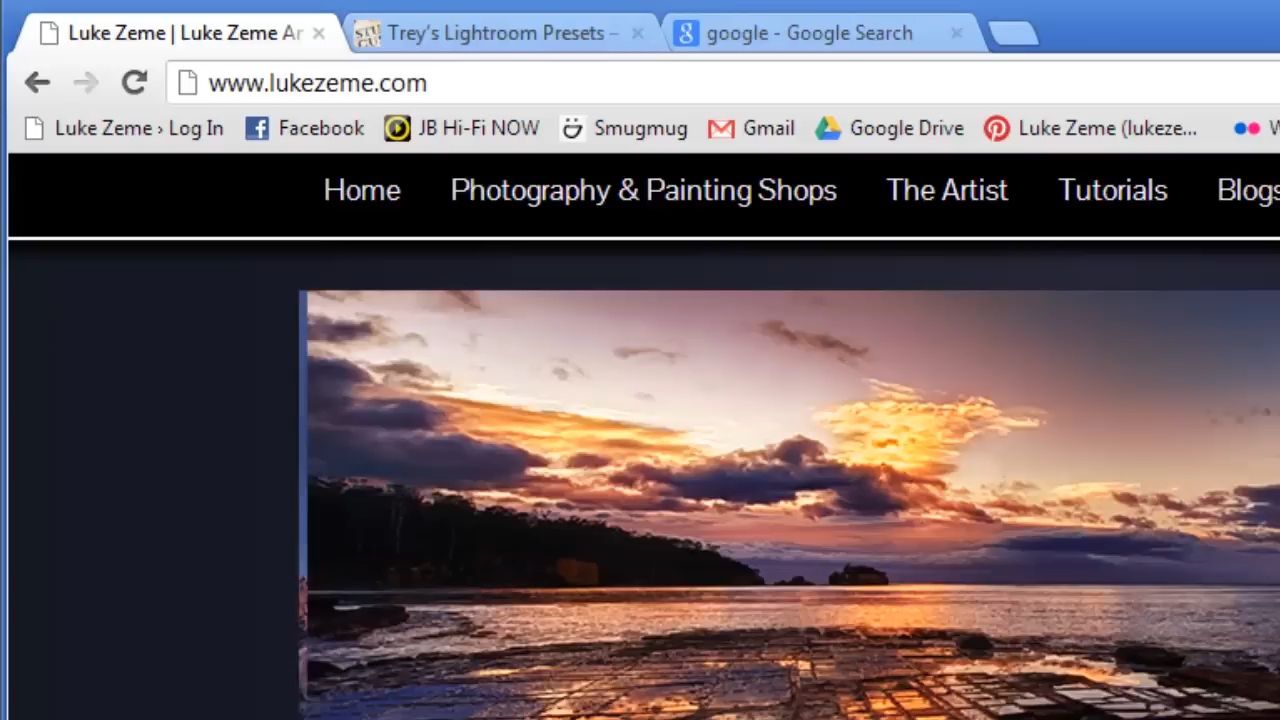 Luke Zeme | Luke Zeme Ar
Trey's Lightroom Presets –
google - Google Search
www.lukezeme.com
Luke Zeme › Log In
Facebook
JB Hi-Fi NOW
Smugmug
Gmail
Google Drive
Luke Zeme (lukeze...
Home
Photography & Painting Shops
The Artist
Tutorials
Blogs